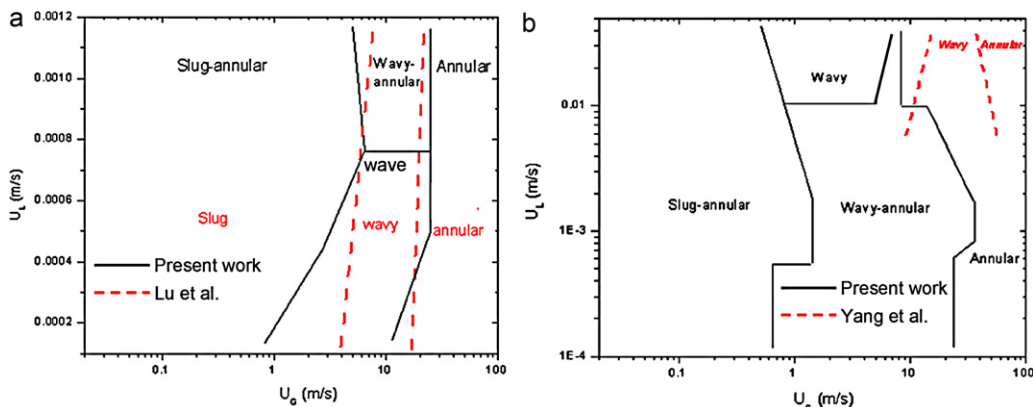 a
0.0012
0.0010
0.0008
0.0006
0.0004
0.0002
U_L (m/s)
Slug-annular
Wavy-
annular
Annular
wave
Slug
wavy
annular
Present work
Lu et al.
0.1
1
10
100
U_G (m/s)
b
0.01
1E-3
1E-4
U_L (m/s)
Wavy
Annular
Wavy
Slug-annular
Wavy-annular
Annular
Present work
Yang et al.
0.1
1
10
100
(m/s)